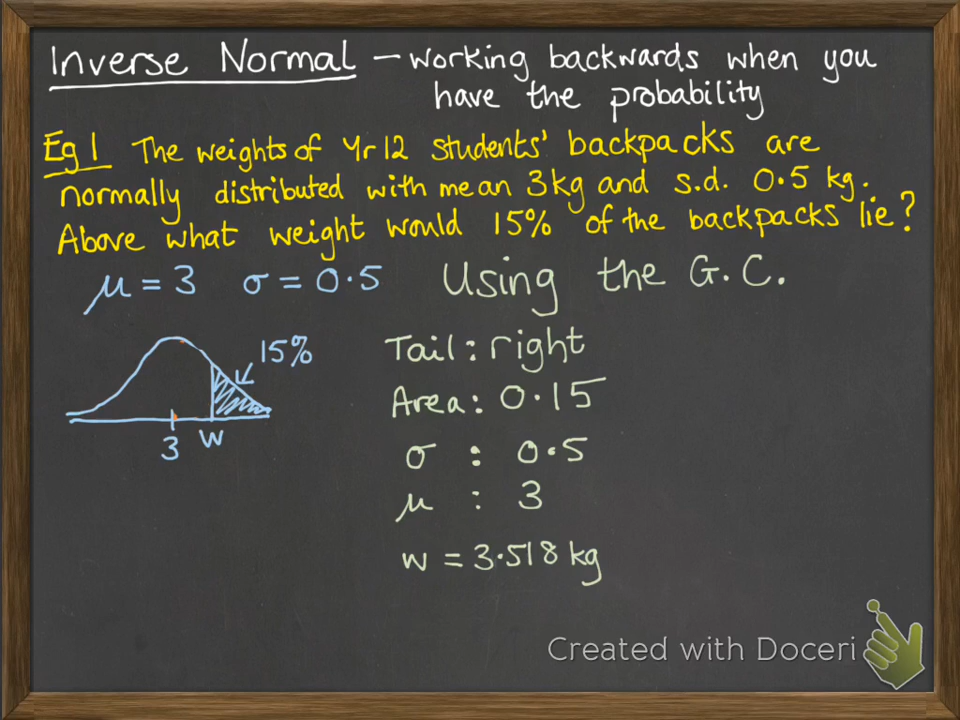 Inverse Normal – working backwards when you
have the probability
Eg 1 The weights of Yr 12 students' backpacks are
normally distributed with mean 3 kg and s.d. 0.5 kg.
Above what weight would 15% of the backpacks lie?
μ = 3 σ = 0.5 Using the G.C.
15%
3 W
Tail: right
Area: 0.15
σ : 0.5
μ : 3
w = 3.518 kg
Created with Doceri